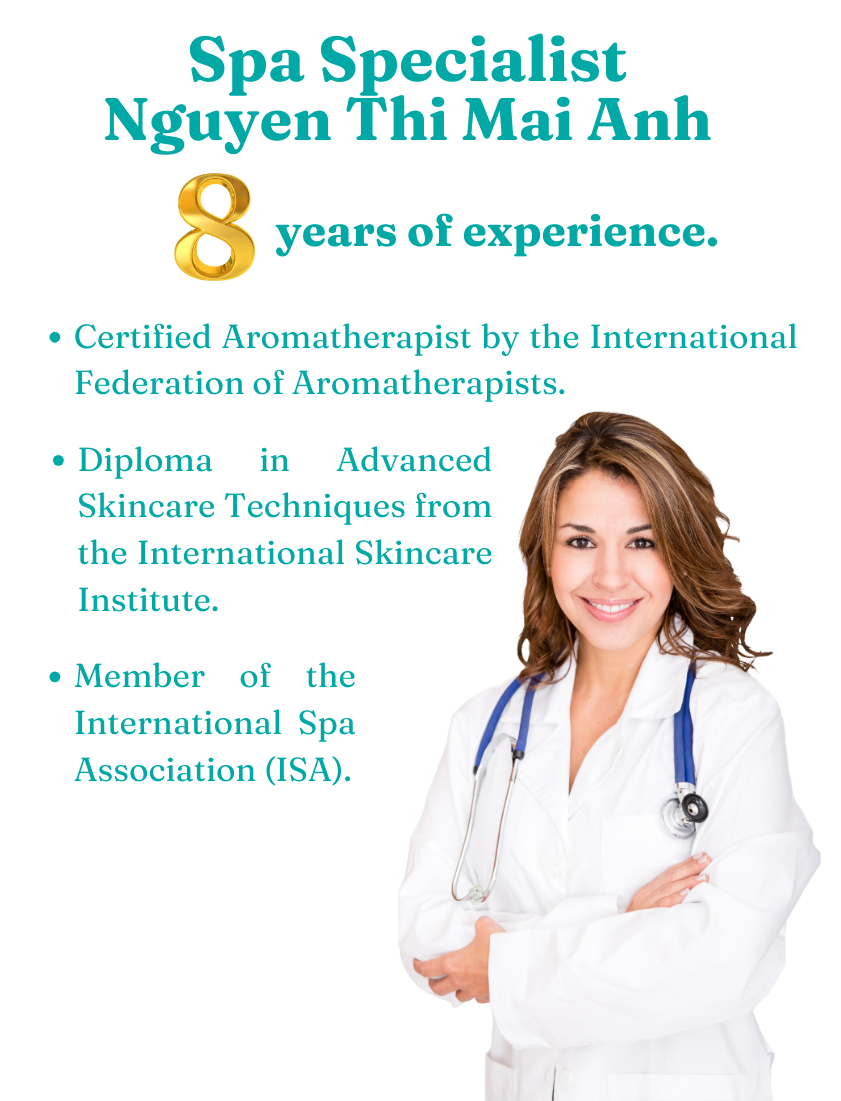 Spa Specialist
Nguyen Thi Mai Anh
8 years of experience.
• Certified Aromatherapist by the International
Federation of Aromatherapists.
• Diploma in Advanced
Skincare Techniques from
the International Skincare
Institute.
• Member of the
International Spa
Association (ISA).